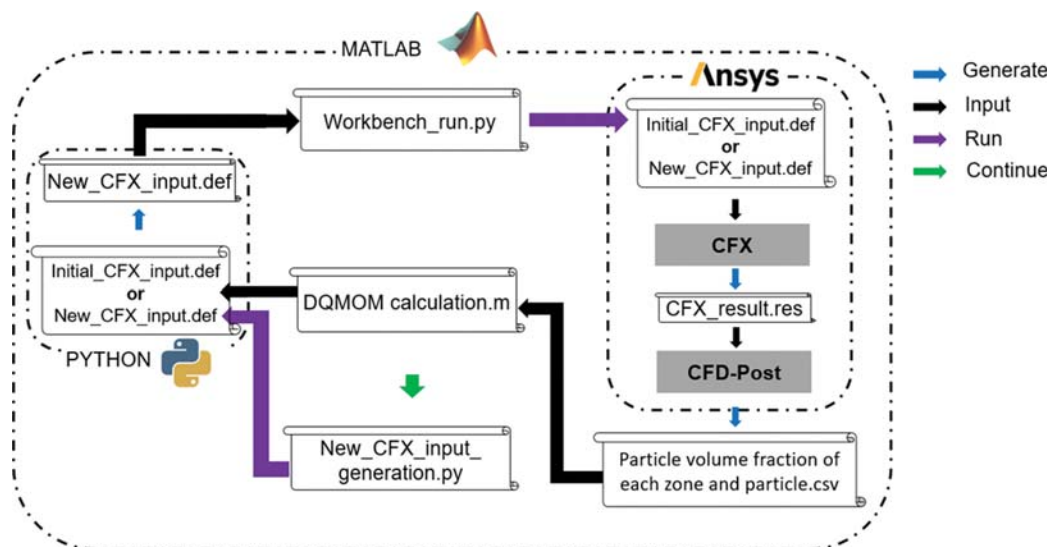 MATLAB
Ansys
Generate
Input
Run
Continue
Workbench_run.py
Initial_CFX_input.def
or
New_CFX_input.def
New_CFX_input.def
CFX
Initial_CFX_input.def
or
New_CFX_input.def
DQMOM calculation.m
CFX_result.res
PYTHON
CFD-Post
New_CFX_input_
generation.py
Particle volume fraction of
each zone and particle.csv